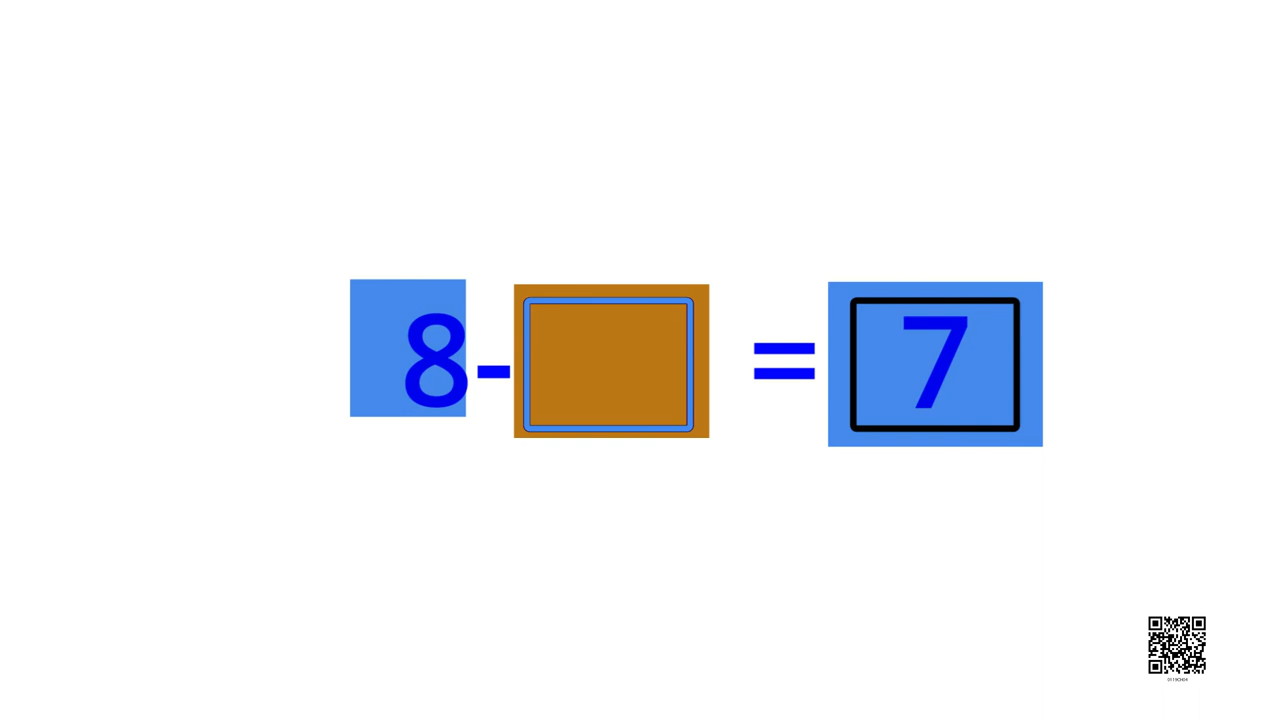 8 - = 7